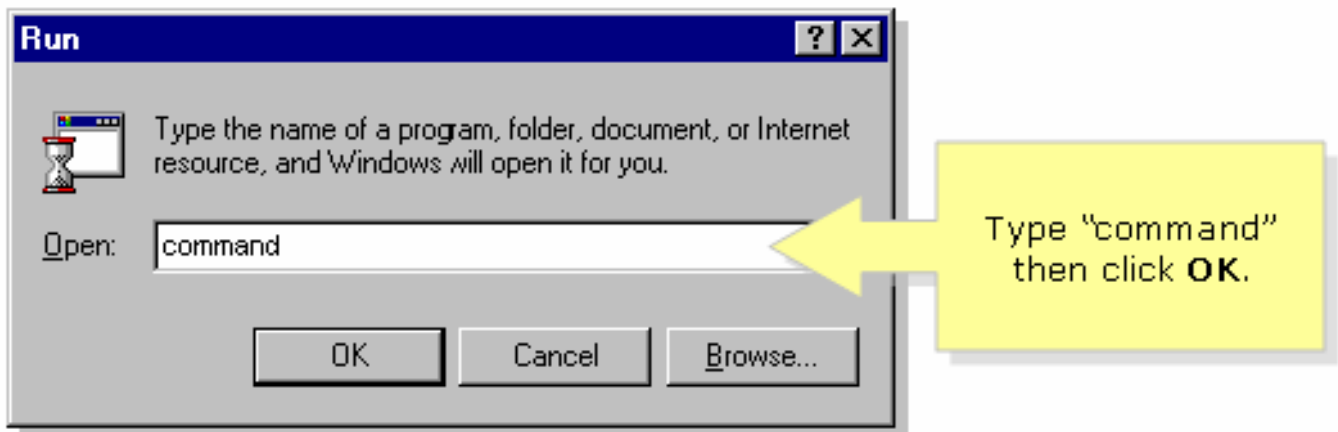 Run
Type the name of a program, folder, document, or Internet
resource, and Windows will open it for you.
Open: command
OK Cancel Browse...
Type “command”
then click OK.